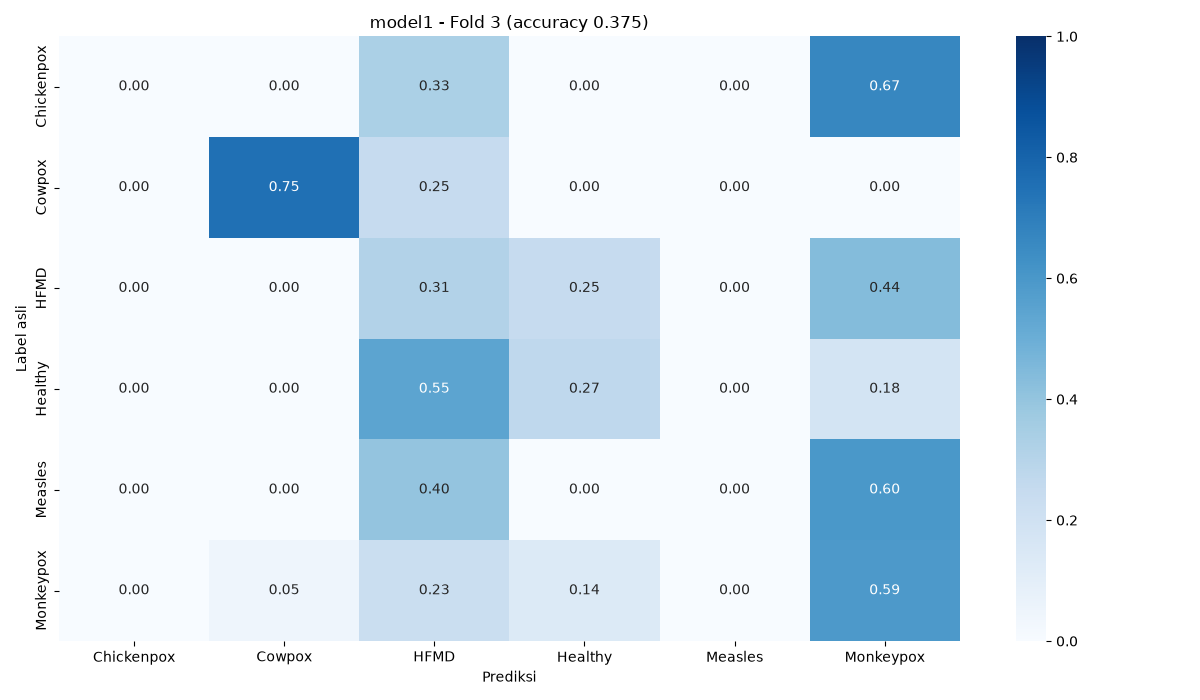 model1 - Fold 3 (accuracy 0.375)
Label asli
Chickenpox 0.00 0.00 0.33 0.00 0.00 0.67
Cowpox 0.00 0.75 0.25 0.00 0.00 0.00
HFMD 0.00 0.00 0.31 0.25 0.00 0.44
Healthy 0.00 0.00 0.55 0.27 0.00 0.18
Measles 0.00 0.00 0.40 0.00 0.00 0.60
Monkeypox 0.00 0.05 0.23 0.14 0.00 0.59
Chickenpox Cowpox HFMD Healthy Measles Monkeypox
Prediksi
1.0
0.8
0.6
0.4
0.2
0.0